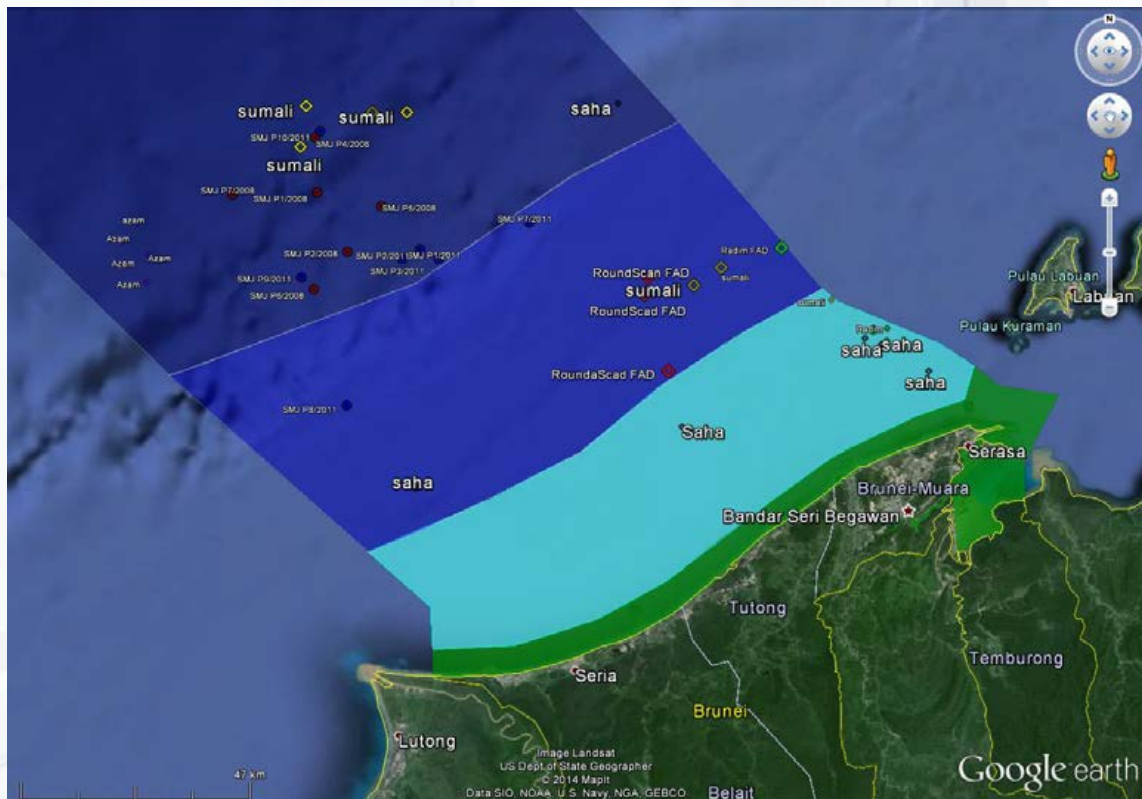 N
sumali
sumali
saha
SMJ P10/2011
SMJ P4/2008
sumali
SMJ P7/2008
SMJ P1/2008
SMJ P6/2008
azam
SMJ P7/2011
Azam
Azam
Azam
Azam
SMJ P2/2008
SMJ P2/2011
SMJ P1/2011
SMJ P3/2011
Radim FAD
SMJ P9/2011
SMJ P6/2008
RoundScan FAD
sumali
sumali
RoundScad FAD
Pulau Labuan
Labuan
sumali
Pulau Kuraman
Radim
saha
saha
RoundaScad FAD
saha
SMJ P8/2011
Saha
saha
Serasa
Brunei-Muara
Bandar Seri Begawan
Tutong
Temburong
Seria
Brunei
Lutong
47 km
Image Landsat
US Dept of State Geographer
© 2014 MapIt
Data SIO, NOAA, U.S. Navy, NGA, GEBCO
Belait
Google earth